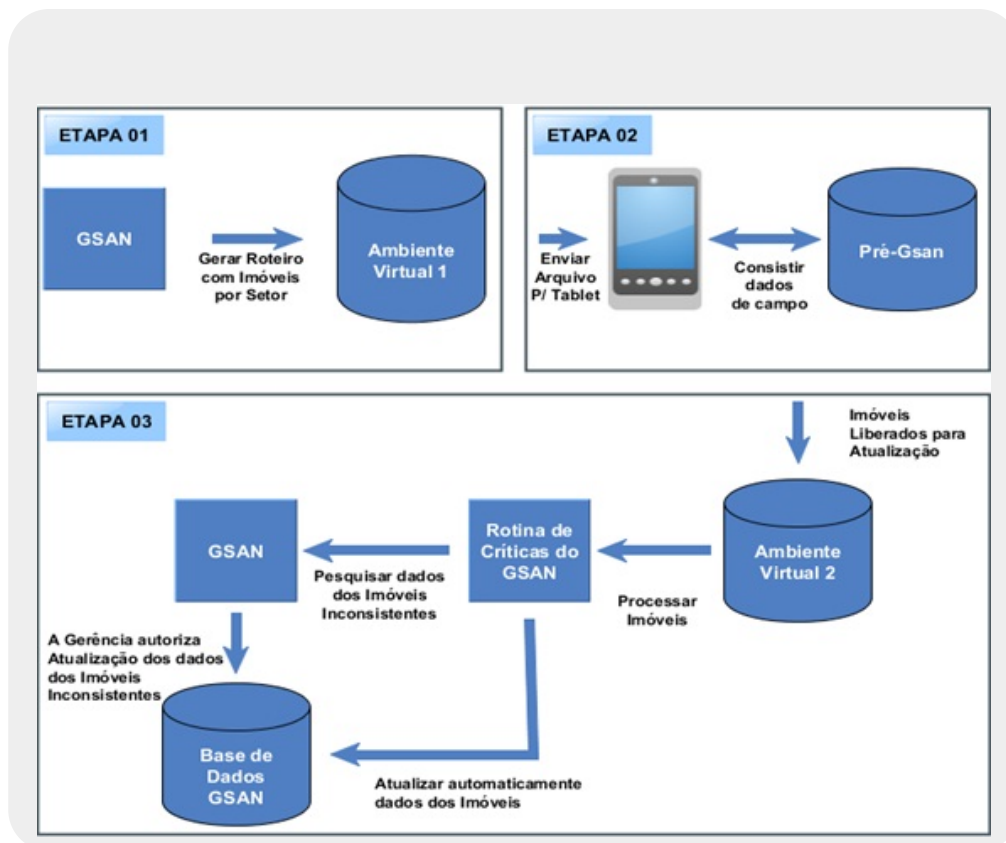 ETAPA 01
GSAN
Gerar Roteiro
com Imóveis
por Setor
Ambiente
Virtual 1
ETAPA 02
Enviar
Arquivo
P/ Tablet
Consistir
dados
de campo
Pré-Gsan
ETAPA 03
Imóveis
Liberados para
Atualização
Ambiente
Virtual 2
Processar
Imóveis
Rotina de
Críticas do
GSAN
Pesquisar dados
dos Imóveis
Inconsistentes
GSAN
A Gerência autoriza
Atualização dos dados
dos Imóveis
Inconsistentes
Base de
Dados
GSAN
Atualizar automaticamente
dados dos Imóveis